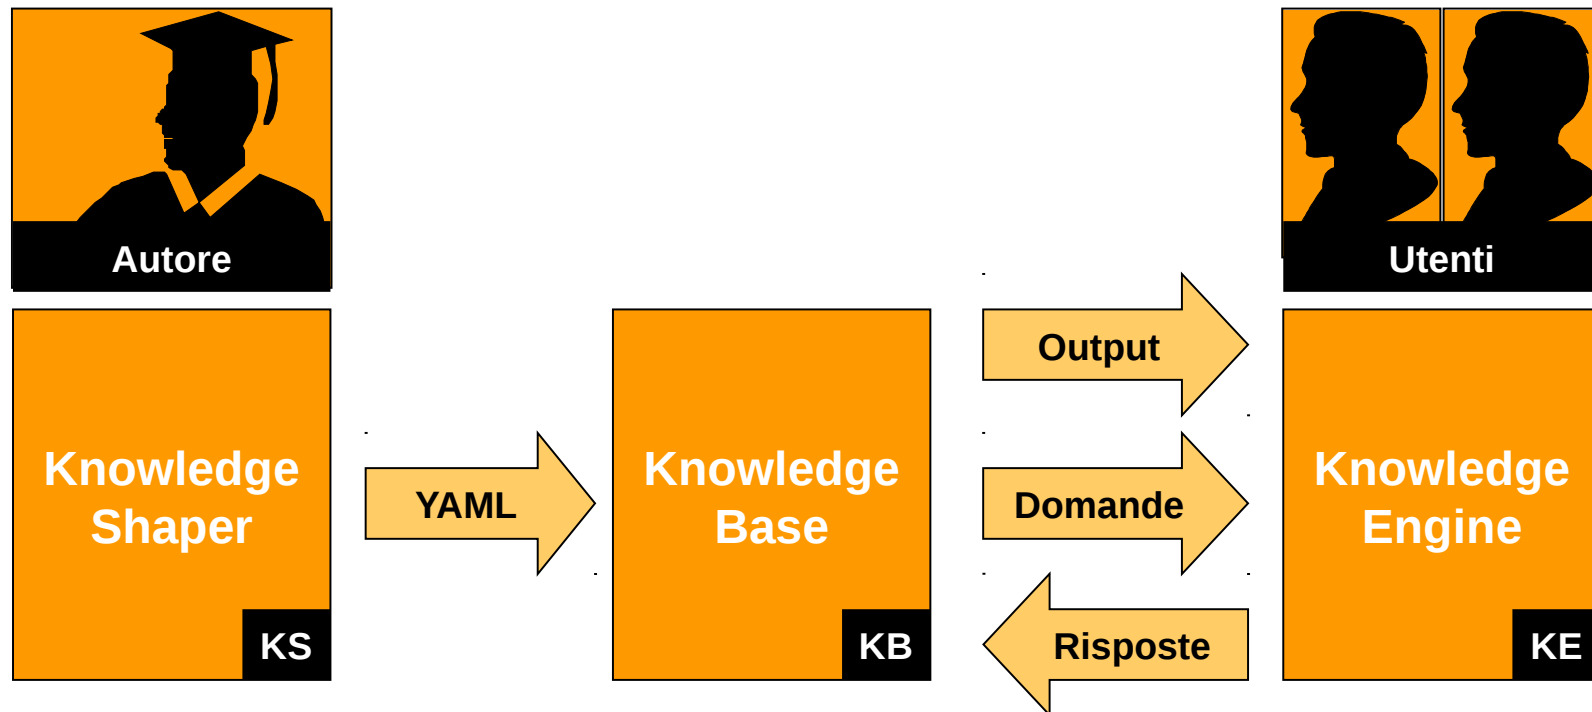 Autore
Utenti
Knowledge
Shaper
KS
YAML
Knowledge
Base
KB
Output
Domande
Risposte
Knowledge
Engine
KE